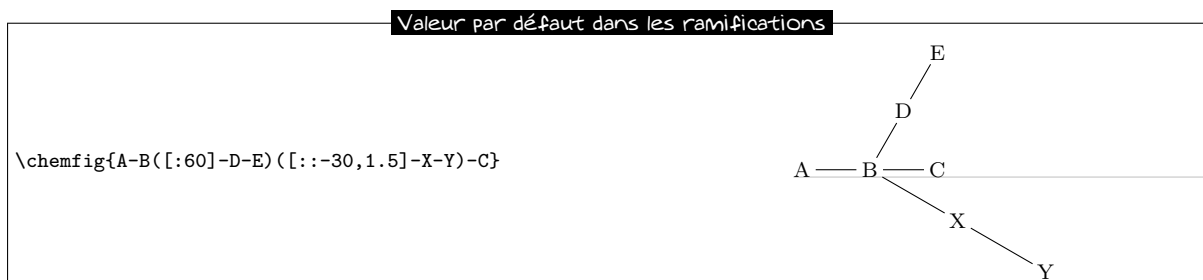 Valeur par défaut dans les ramifications
\chemfig{A-B([:60]-D-E)([::-30,1.5]-X-Y)-C}
E
D
A B C
X
Y